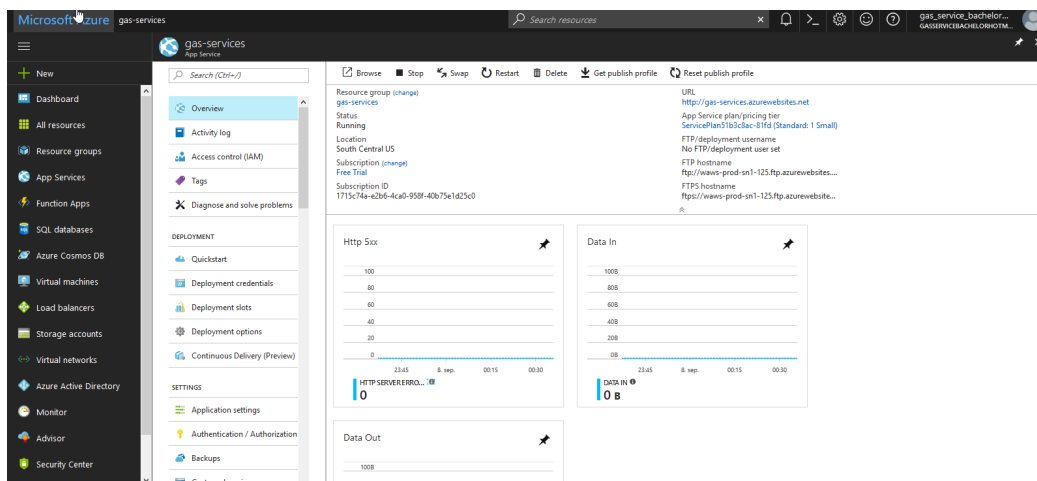 Microsoft Azure gas-services
Search resources
gas_service_bachelor...
GASSERVICEBACHELORHOTM...
gas-services
App Service
New
Dashboard
All resources
Resource groups
App Services
Function Apps
SQL databases
Azure Cosmos DB
Virtual machines
Load balancers
Storage accounts
Virtual networks
Azure Active Directory
Monitor
Advisor
Security Center
Search (Ctrl+/)
Overview
Activity log
Access control (IAM)
Tags
Diagnose and solve problems
DEPLOYMENT
Quickstart
Deployment credentials
Deployment slots
Deployment options
Continuous Delivery (Preview)
SETTINGS
Application settings
Authentication / Authorization
Backups
Browse Stop Swap Restart Delete Get publish profile Reset publish profile
Resource group (change)
gas-services
Status
Running
Location
South Central US
Subscription (change)
Free Trial
Subscription ID
1715c74a-e2b6-4ca0-958f-40b75e1d25c0
URL
http://gas-services.azurewebsites.net
App Service plan/pricing tier
ServicePlan51b3c8ac-81fd (Standard: 1 Small)
FTP/deployment username
No FTP/deployment user set
FTP hostname
ftp://waws-prod-sn1-125.ftp.azurewebsites....
FTPS hostname
ftps://waws-prod-sn1-125.ftp.azurewebsite...
Http 5xx
100
80
60
40
20
0
23:45 8. sep. 00:15 00:30
HTTP SERVER ERRO...
0
Data In
100B
80B
60B
40B
20B
0B
23:45 8. sep. 00:15 00:30
DATA IN
0 B
Data Out
100B